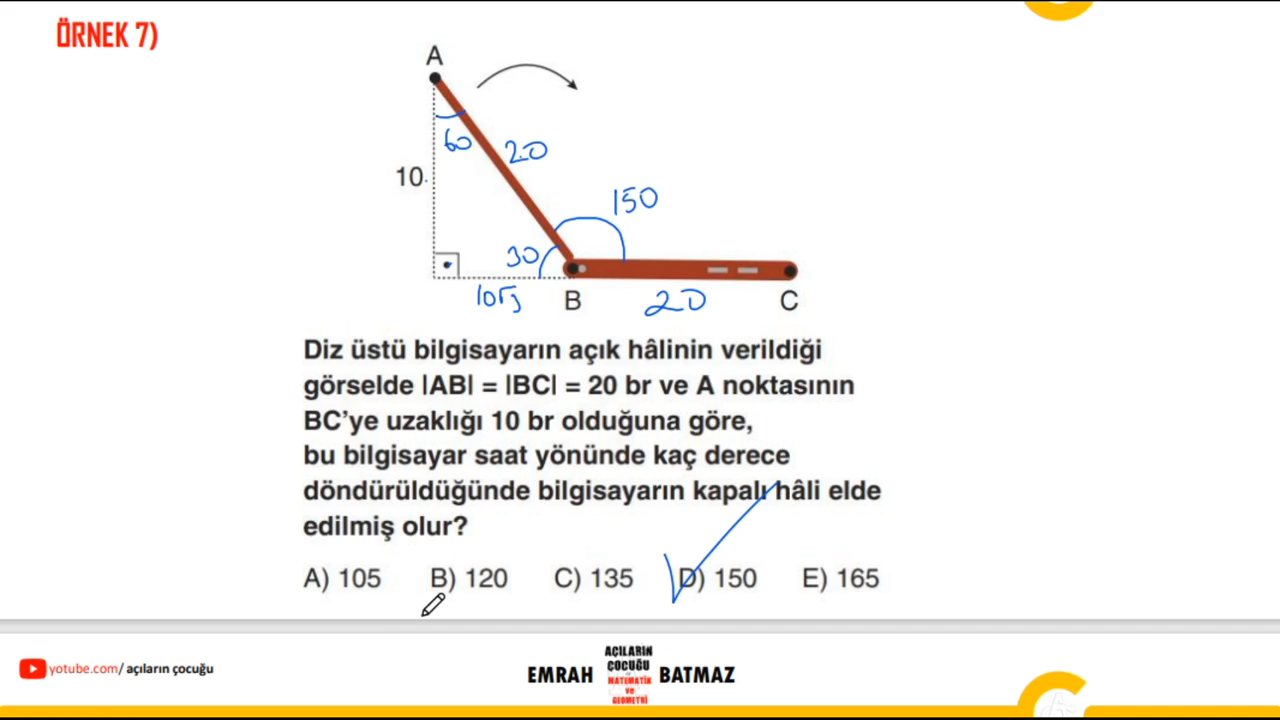 ÖRNEK 7)
A
60
20
10
150
30
10√3
B
20
C
Diz üstü bilgisayarın açık hâlinin verildiği
görselde |AB| = |BC| = 20 br ve A noktasının
BC'ye uzaklığı 10 br olduğuna göre,
bu bilgisayar saat yönünde kaç derece
döndürüldüğünde bilgisayarın kapalı hâli elde
edilmiş olur?
A) 105 B) 120 C) 135 D) 150 E) 165
yotube.com/ açıların çocuğu
EMRAH
AÇILARIN
ÇOCUĞU
MATEMATİK
ve
GEOMETRİ
BATMAZ